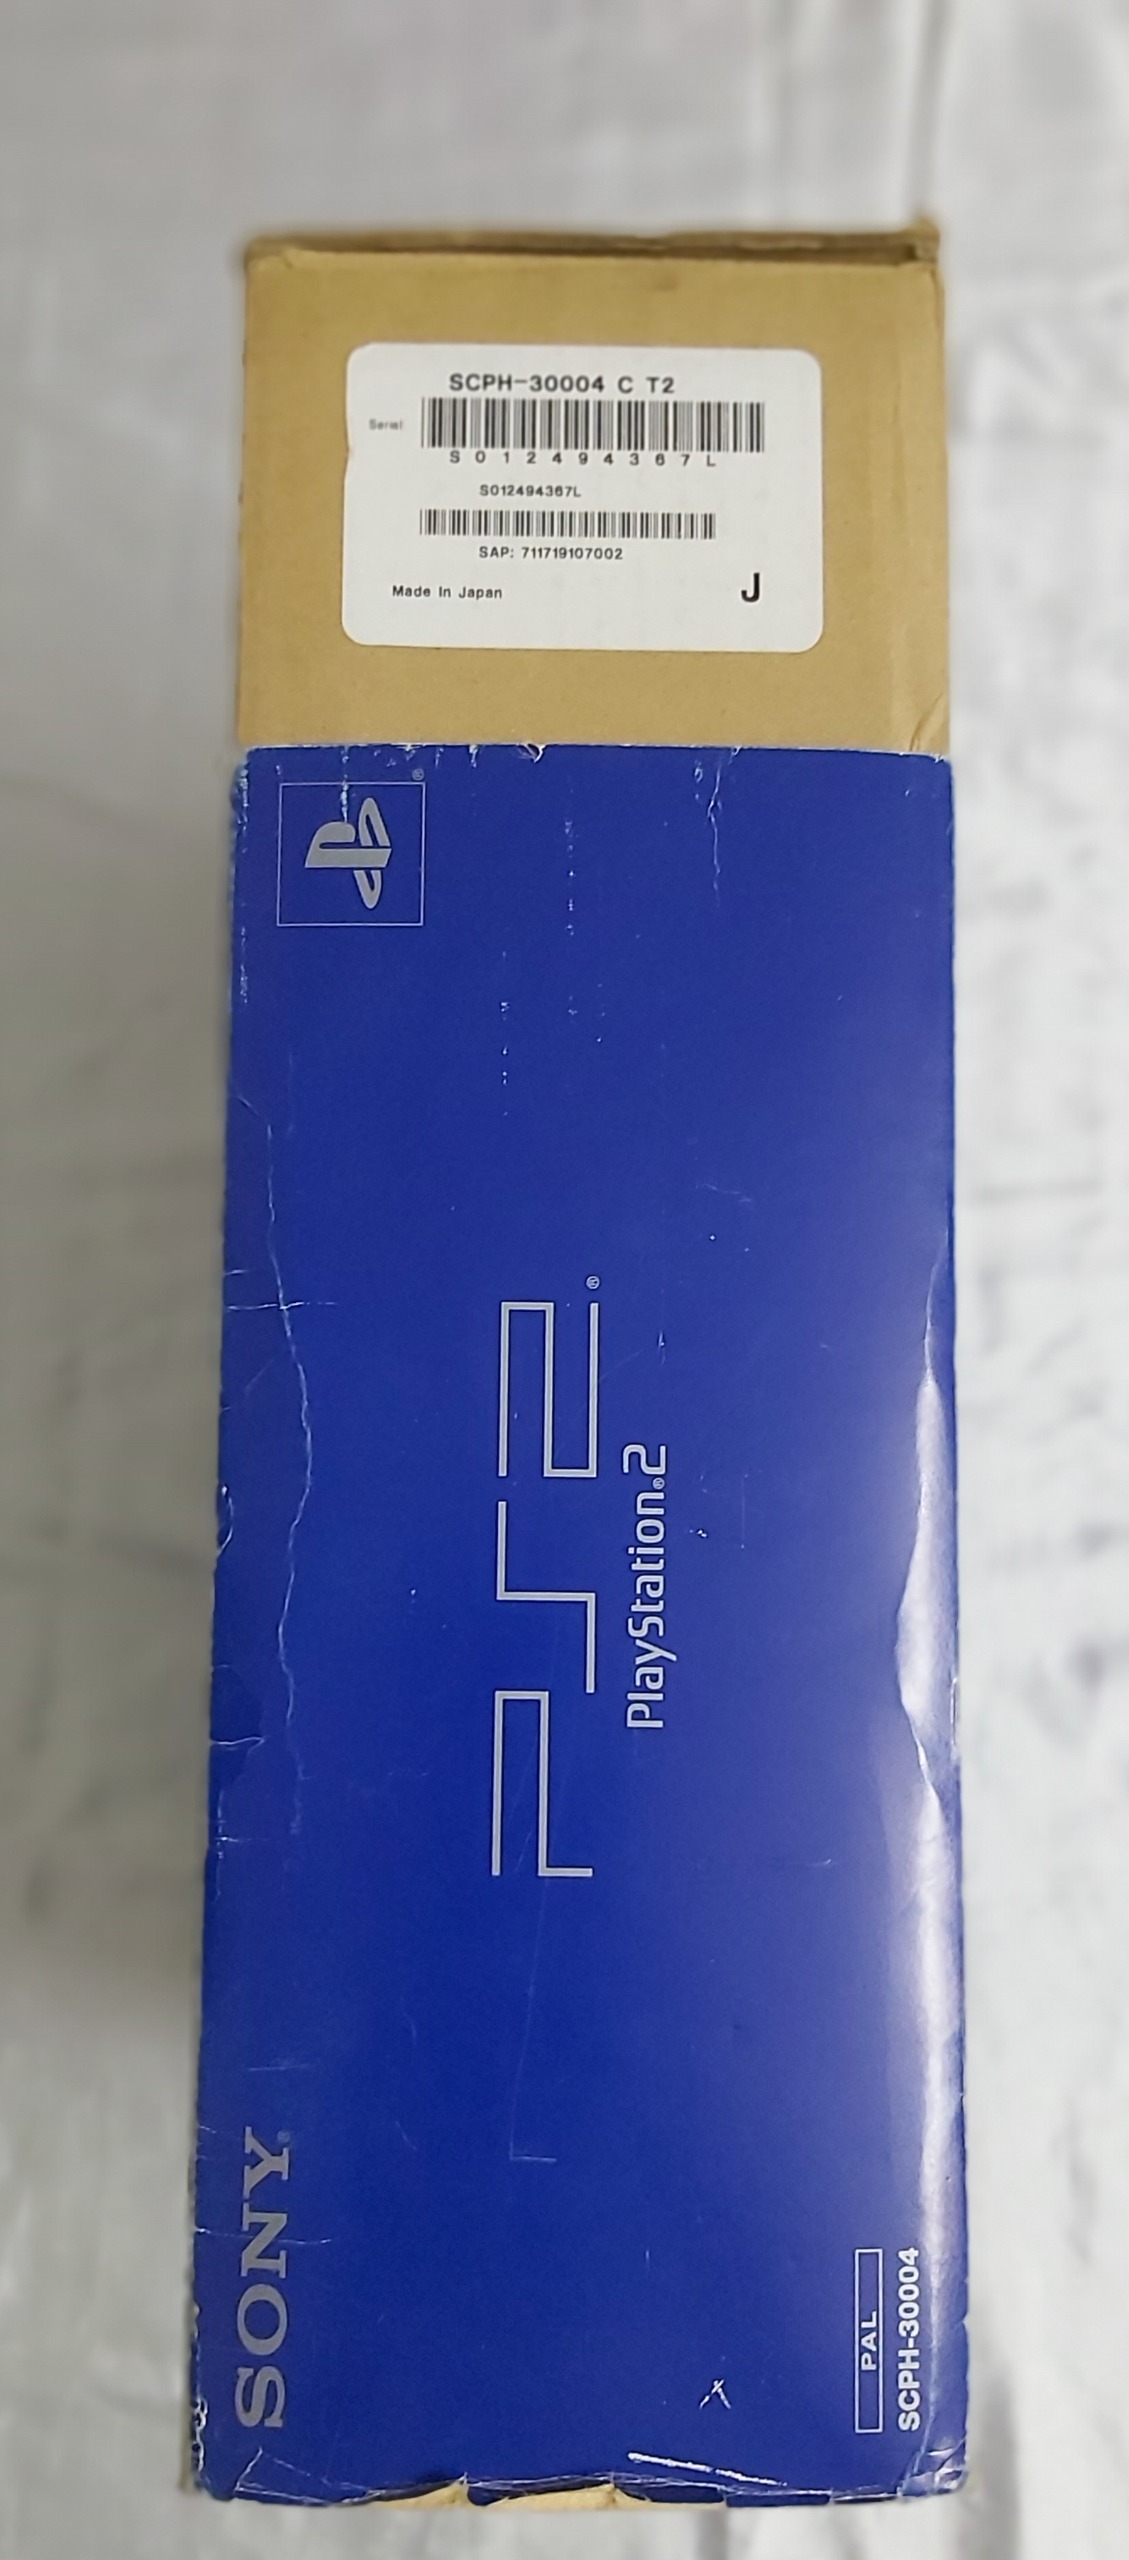 SCPH-30004 C T2
Serial
S012494367L
S012494367L
SAP: 711719107002
Made In Japan
J
PS2®
PlayStation®2
SONY®
PAL
SCPH-30004